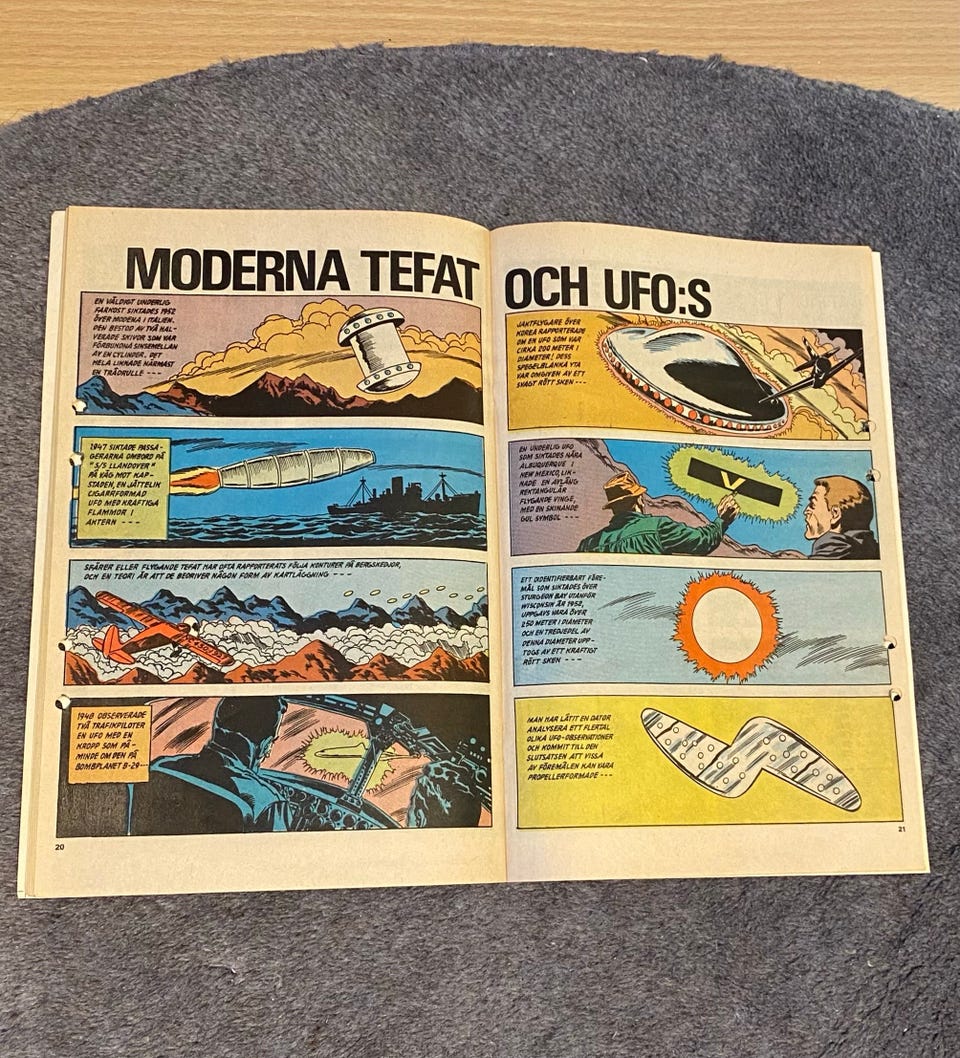 MODERNA TEFAT OCH UFO:S
EN VÄLDIGT UNDERLIG
FARKOST SIKTADES 1952
ÖVER MODENA I ITALIEN.
DEN BESTOD AV TVÅ HAL-
VERADE SKIVOR SOM VAR
FÖRBUNDNA SINSEMELLAN
AV EN CYLINDER. DET
HELA LIKNADE NÄRMAST
EN TRÅDRULLE ---
1947 SIKTADE PASSA-
GERARNA OMBORD PÅ
"S/S LLANDOVER"
PÅ VÄG MOT KAP-
STADEN, EN JÄTTELIK
CIGARRFORMAD
UFO MED KRAFTIGA
FLAMMOR I
AKTERN ---
SFÄRER ELLER FLYGANDE TEFAT HAR OFTA RAPPORTERATS FÖLJA KONTURER PÅ BERGSKEDJOR,
OCH EN TEORI ÄR ATT DE BEDRIVER NÅGON FORM AV KARTLÄGGNING ---
1948 OBSERVERADE
TVÅ TRAFIKPILOTER
EN UFO MED EN
KROPP SOM PÅ-
MINDE OM DEN PÅ
BOMBPLANET B-29---
20
JAKTFLYGARE ÖVER
KOREA RAPPORTERADE
OM EN UFO SOM VAR
CIRKA 200 METER I
DIAMETER! DESS
SPEGELBLANKA YTA
VAR OMGIVEN AV ETT
SVAGT RÖTT SKEN ---
EN UNDERLIG UFO
SOM SIKTADES NÄRA
ALBUQUERQUE I
NEW MEXICO, LIK-
NADE EN AVLÅNG
REKTANGULÄR
FLYGANDE VINGE,
MED EN SKINANDE
GUL SYMBOL ---
V
ETT OIDENTIFIERBART FÖRE-
MÅL SOM SIKTADES ÖVER
STURGEON BAY UTANFÖR
WISCONSIN ÅR 1952,
UPPGAVS VARA ÖVER
250 METER I DIAMETER
OCH EN TREDJEDEL AV
DENNA DIAMETER UPP-
TOGS AV ETT KRAFTIGT
RÖTT SKEN ---
MAN HAR LÅTIT EN DATOR
ANALYSERA ETT FLERTAL
OLIKA UFO-OBSERVATIONER
OCH KOMMIT TILL DEN
SLUTSATSEN ATT VISSA
AV FÖREMÅLEN KAN VARA
PROPELLERFORMADE ---
21